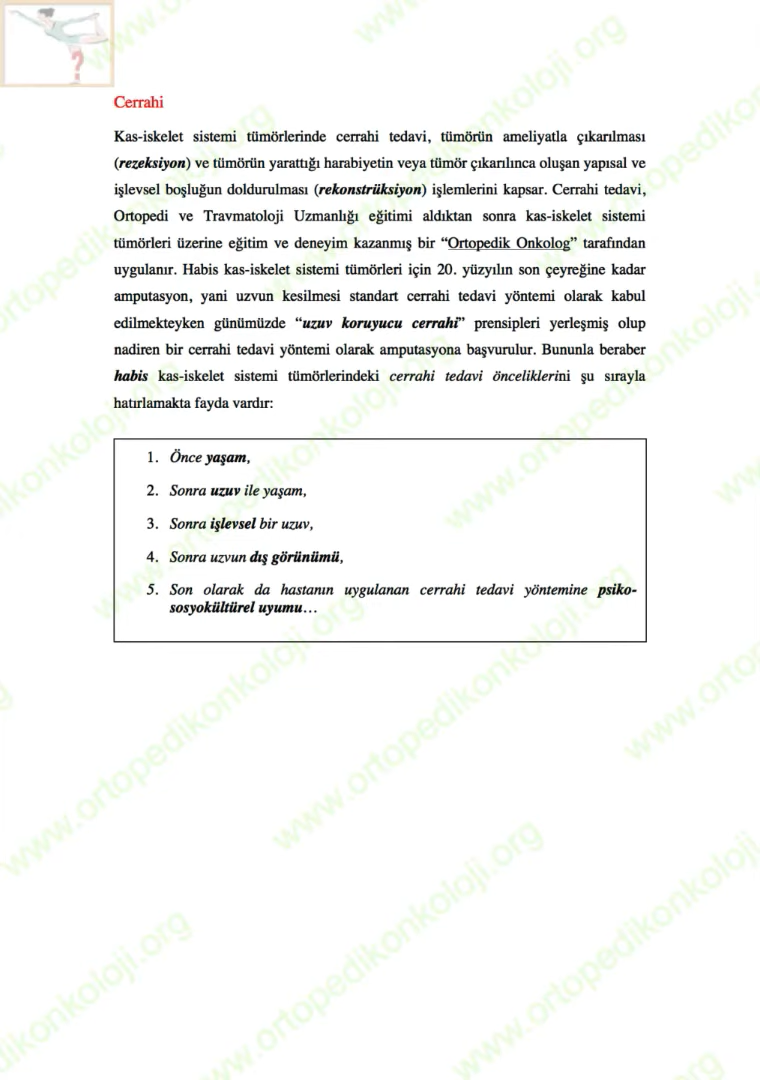 Cerrahi
Kas-iskelet sistemi tümörlerinde cerrahi tedavi, tümörün ameliyatla çıkarılması
(rezeksiyon) ve tümörün yarattığı harabiyetin veya tümör çıkarılınca oluşan yapısal ve
işlevsel boşluğun doldurulması (rekonstrüksiyon) işlemlerini kapsar. Cerrahi tedavi,
Ortopedi ve Travmatoloji Uzmanlığı eğitimi aldıktan sonra kas-iskelet sistemi
tümörleri üzerine eğitim ve deneyim kazanmış bir “Ortopedik Onkolog” tarafından
uygulanır. Habis kas-iskelet sistemi tümörleri için 20. yüzyılın son çeyreğine kadar
amputasyon, yani uzvun kesilmesi standart cerrahi tedavi yöntemi olarak kabul
edilmekteyken günümüzde “uzuv koruyucu cerrahi” prensipleri yerleşmiş olup
nadiren bir cerrahi tedavi yöntemi olarak amputasyona başvurulur. Bununla beraber
habis kas-iskelet sistemi tümörlerindeki cerrahi tedavi önceliklerini şu sırayla
hatırlamakta fayda vardır:
1. Önce yaşam,
2. Sonra uzuv ile yaşam,
3. Sonra işlevsel bir uzuv,
4. Sonra uzvun dış görünümü,
5. Son olarak da hastanın uygulanan cerrahi tedavi yöntemine psiko-
sosyokültürel uyumu…
www.ortopedikonkoloji.org